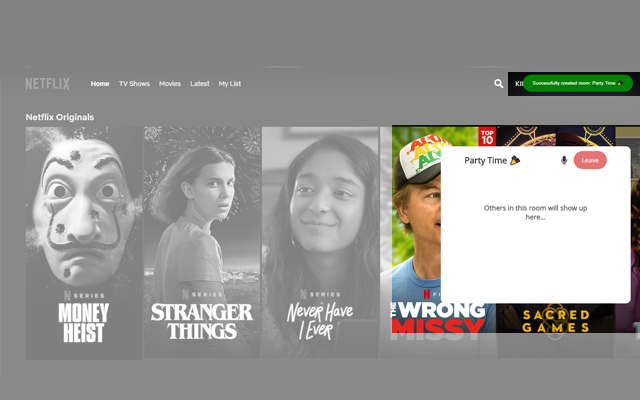 NETFLIX
Home TV Shows Movies Latest My List
Successfully created room: Party Time 🎉
Netflix Originals
TOP
10
Party Time 🎉 Leave
Others in this room will show up
here...
N SERIES
MONEY
HEIST
N SERIES
STRANGER
THINGS
N SERIES
Never Have
I Ever
THE WRONG
MISSY
SACRED
GAMES